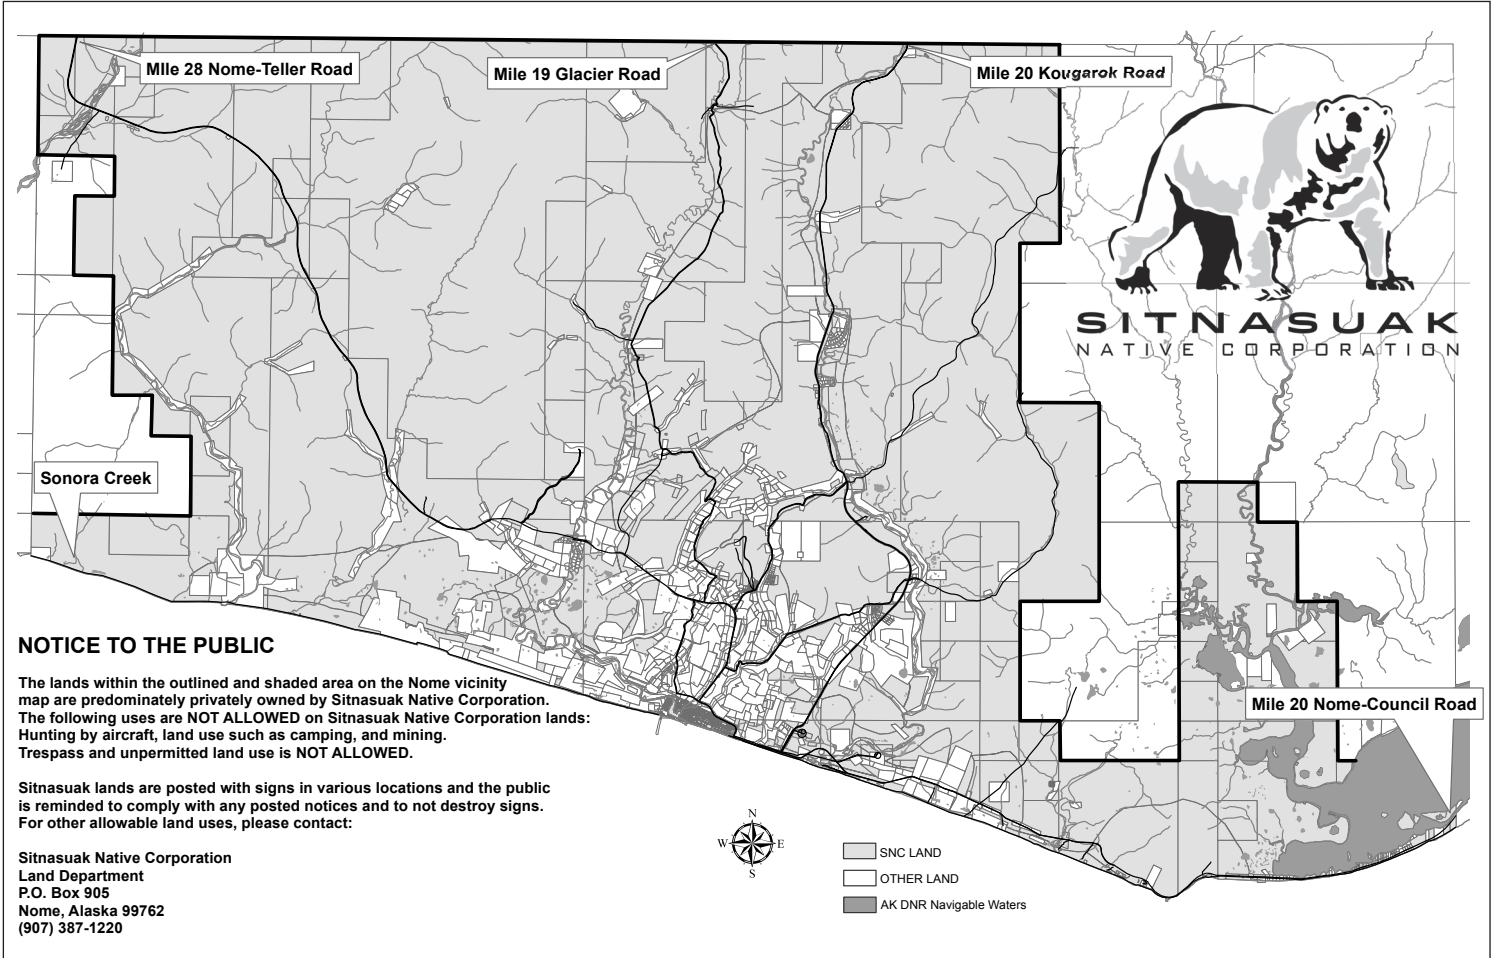 MIle 28 Nome-Teller Road
Mile 19 Glacier Road
Mile 20 Kougarok Road
SITNASUAK
NATIVE CORPORATION
Sonora Creek
NOTICE TO THE PUBLIC
The lands within the outlined and shaded area on the Nome vicinity
map are predominately privately owned by Sitnasuak Native Corporation.
The following uses are NOT ALLOWED on Sitnasuak Native Corporation lands:
Hunting by aircraft, land use such as camping, and mining.
Trespass and unpermitted land use is NOT ALLOWED.
Sitnasuak lands are posted with signs in various locations and the public
is reminded to comply with any posted notices and to not destroy signs.
For other allowable land uses, please contact:
Sitnasuak Native Corporation
Land Department
P.O. Box 905
Nome, Alaska 99762
(907) 387-1220
Mile 20 Nome-Council Road
N
W E
S
SNC LAND
OTHER LAND
AK DNR Navigable Waters